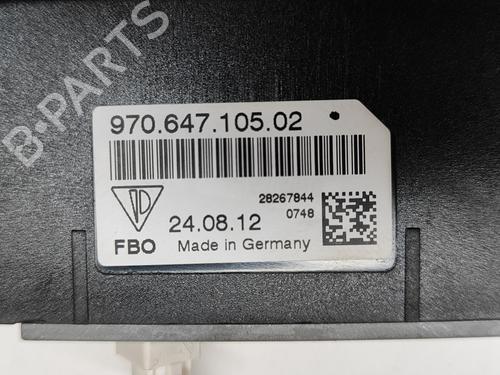 B-PARTS
970.647.105.02
28267844
0748
24.08.12
FBO
Made in Germany